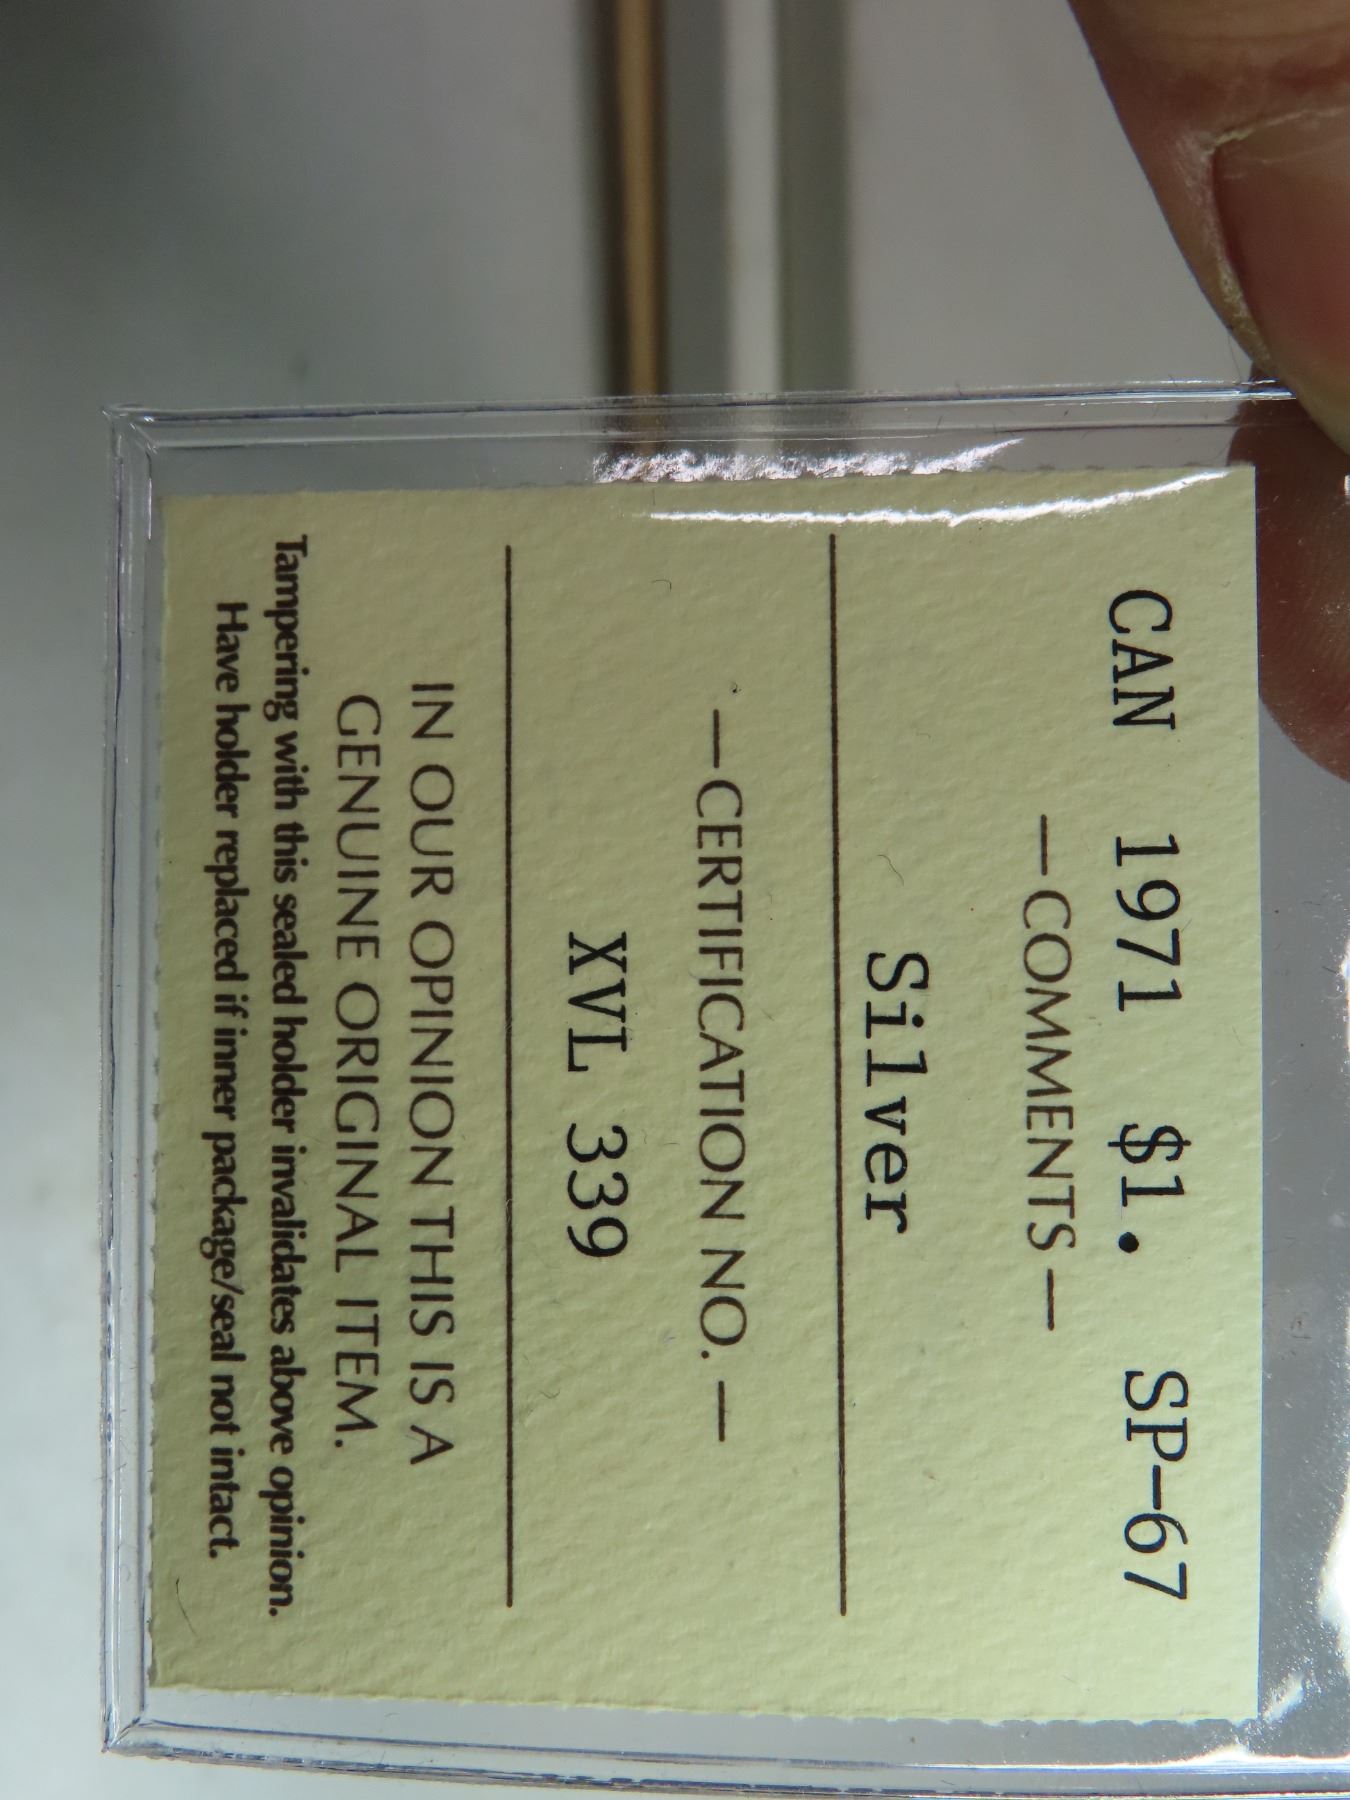 CAN 1971 $1. SP-67
—COMMENTS—
Silver
—CERTIFICATION NO.—
XVL 339
IN OUR OPINION THIS IS A
GENUINE ORIGINAL ITEM.
Tampering with this sealed holder invalidates above opinion.
Have holder replaced if inner package/seal not intact.